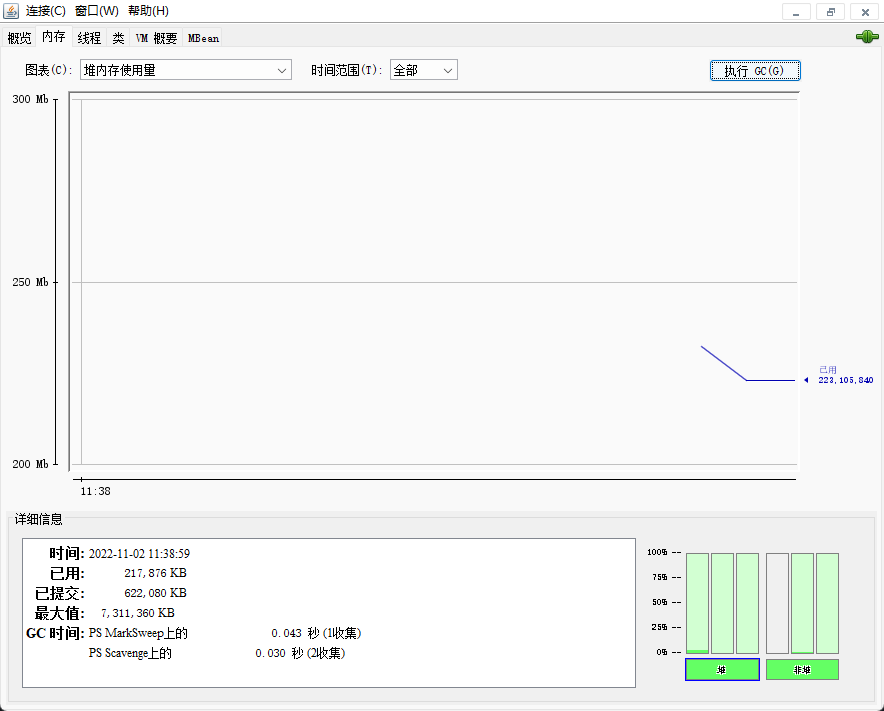 连接(C) 窗口(W) 帮助(H)
概览 内存 线程 类 VM 概要 MBean
图表(C): 堆内存使用量 时间范围(T): 全部 执行 GC(G)
300 Mb
250 Mb
已用
223,105,840
200 Mb
11:38
详细信息
时间: 2022-11-02 11:38:59
已用: 217,876 KB
已提交: 622,080 KB
最大值: 7,311,360 KB
GC 时间: PS MarkSweep上的 0.043 秒 (1收集)
PS Scavenge上的 0.030 秒 (2收集)
100% --
75% --
50% --
25% --
0% --
堆 非堆